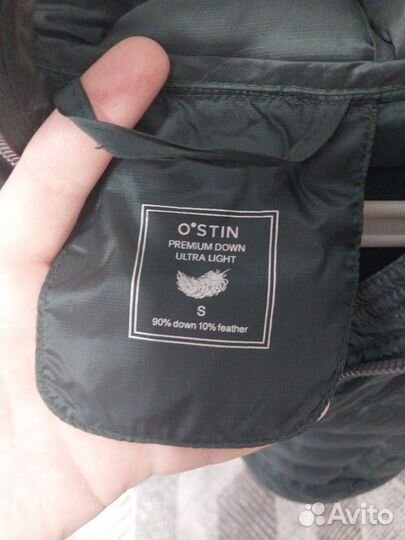 O°STIN
PREMIUM DOWN
ULTRA LIGHT
S
90% down 10% feather
Avito